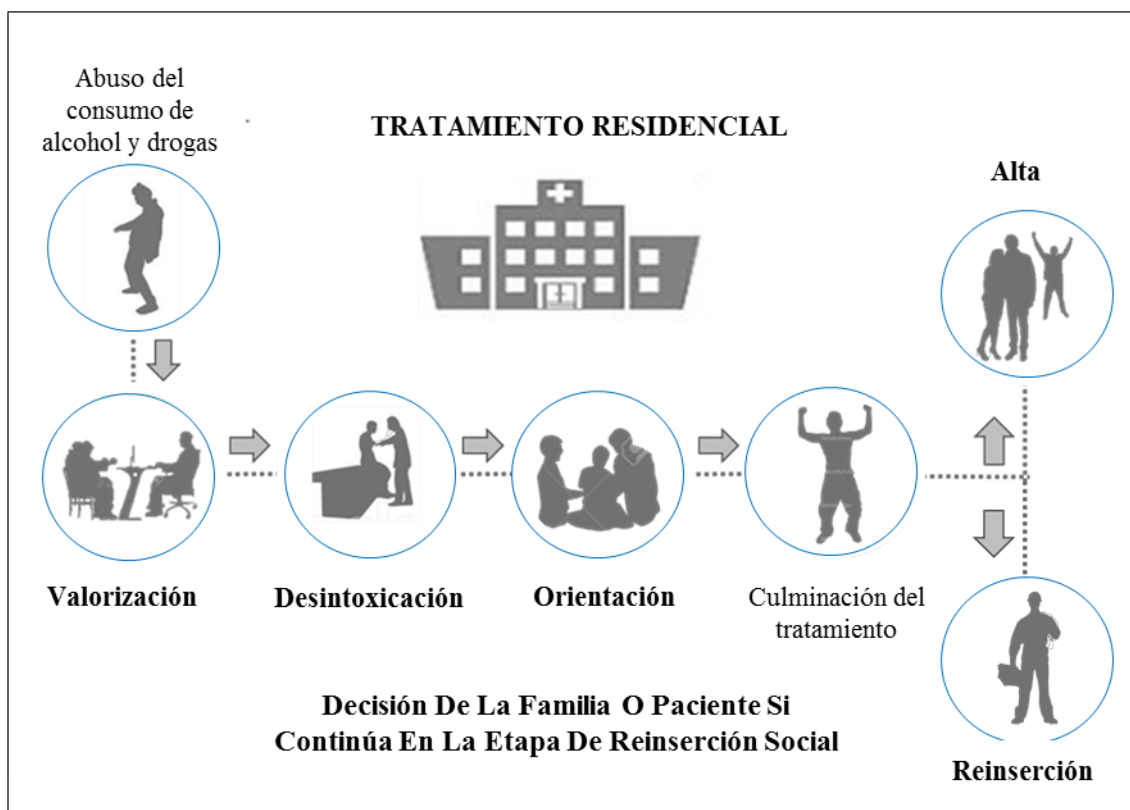 Abuso del
consumo de
alcohol y drogas
TRATAMIENTO RESIDENCIAL
Alta
Valorización
Desintoxicación
Orientación
Culminación del
tratamiento
Decisión De La Familia O Paciente Si
Continúa En La Etapa De Reinserción Social
Reinserción